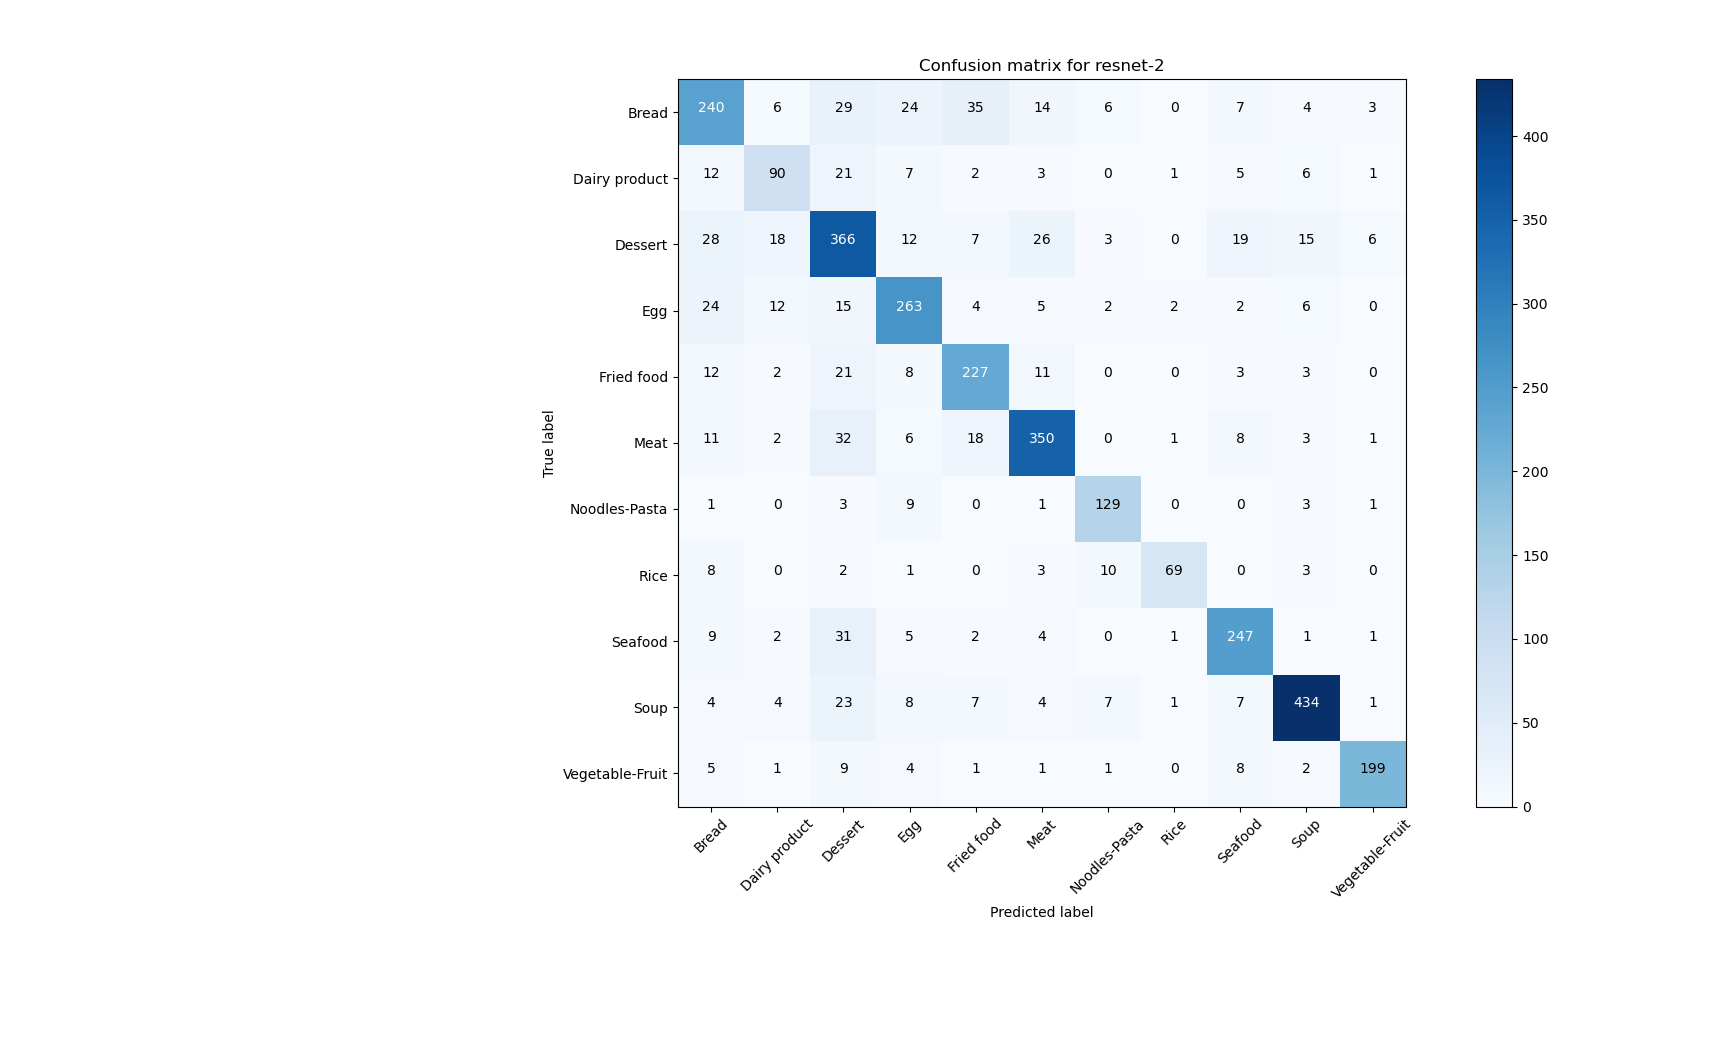 Confusion matrix for resnet-2
Bread 240 6 29 24 35 14 6 0 7 4 3
Dairy product 12 90 21 7 2 3 0 1 5 6 1
Dessert 28 18 366 12 7 26 3 0 19 15 6
Egg 24 12 15 263 4 5 2 2 2 6 0
Fried food 12 2 21 8 227 11 0 0 3 3 0
Meat 11 2 32 6 18 350 0 1 8 3 1
Noodles-Pasta 1 0 3 9 0 1 129 0 0 3 1
Rice 8 0 2 1 0 3 10 69 0 3 0
Seafood 9 2 31 5 2 4 0 1 247 1 1
Soup 4 4 23 8 7 4 7 1 7 434 1
Vegetable-Fruit 5 1 9 4 1 1 1 0 8 2 199
True label
Bread Dairy product Dessert Egg Fried food Meat Noodles-Pasta Rice Seafood Soup Vegetable-Fruit
Predicted label
400
350
300
250
200
150
100
50
0